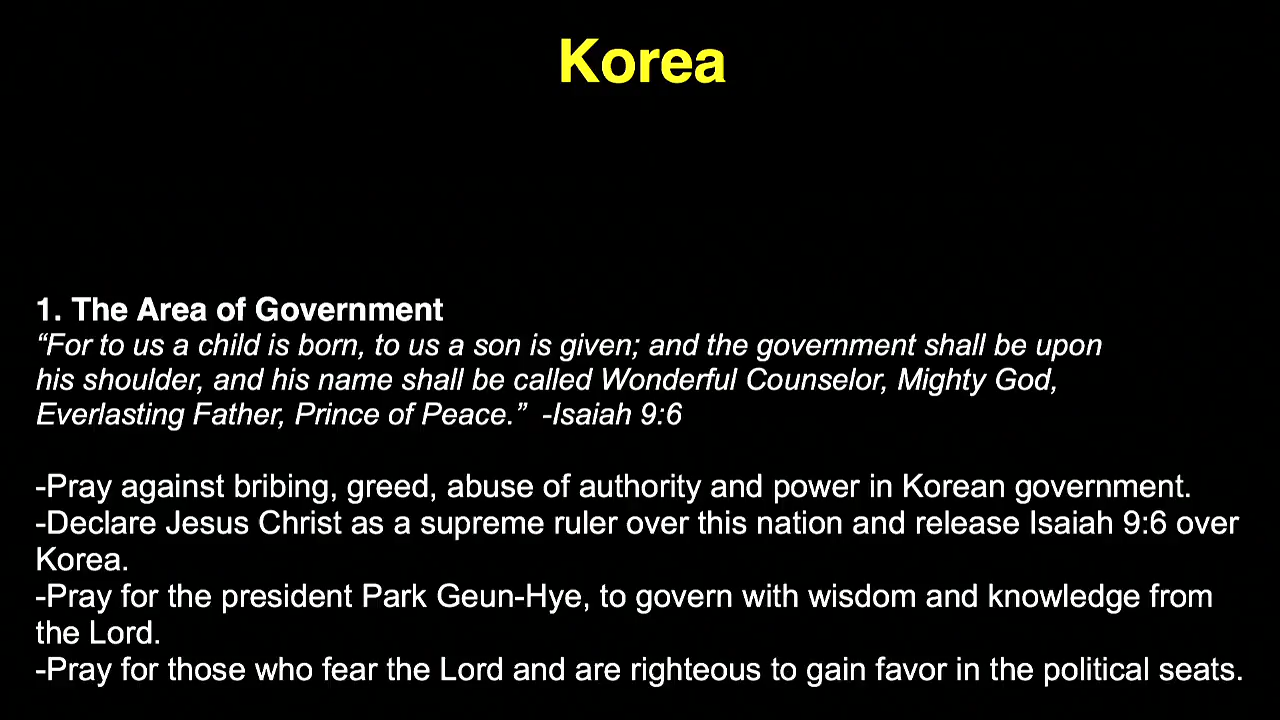 Korea
1. The Area of Government
“For to us a child is born, to us a son is given; and the government shall be upon
his shoulder, and his name shall be called Wonderful Counselor, Mighty God,
Everlasting Father, Prince of Peace.”  -Isaiah 9:6
-Pray against bribing, greed, abuse of authority and power in Korean government.
-Declare Jesus Christ as a supreme ruler over this nation and release Isaiah 9:6 over
Korea.
-Pray for the president Park Geun-Hye, to govern with wisdom and knowledge from
the Lord.
-Pray for those who fear the Lord and are righteous to gain favor in the political seats.